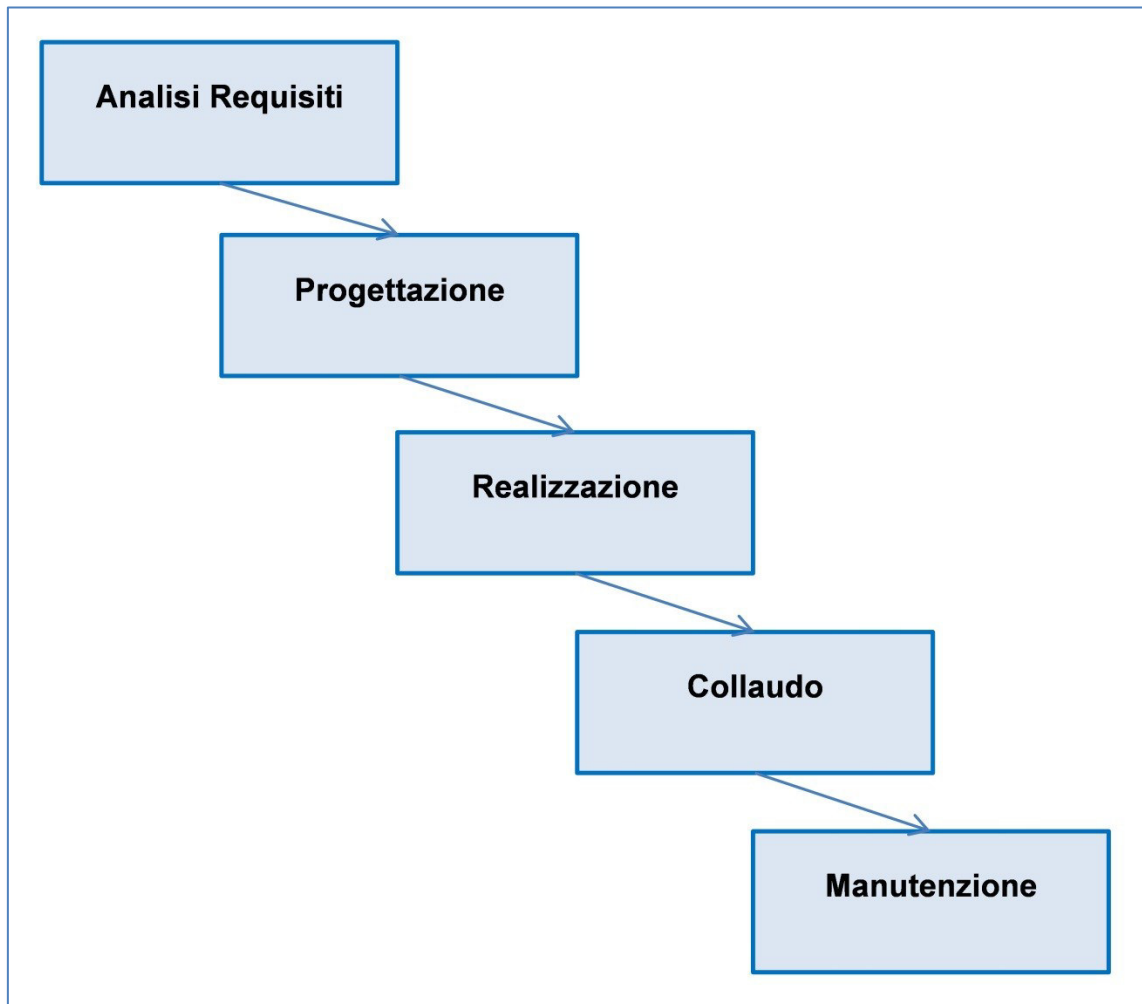 Analisi Requisiti
Progettazione
Realizzazione
Collaudo
Manutenzione